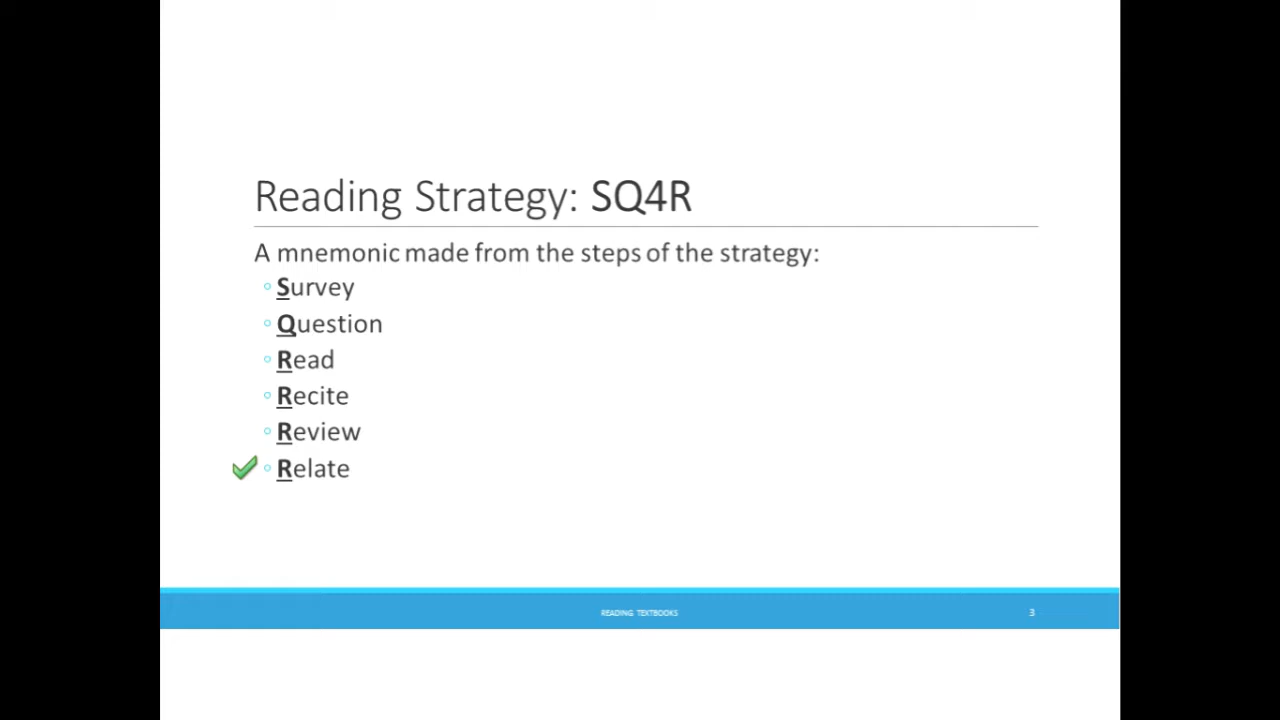 Reading Strategy: SQ4R
A mnemonic made from the steps of the strategy:
Survey
Question
Read
Recite
Review
Relate
READING TEXTBOOKS
3